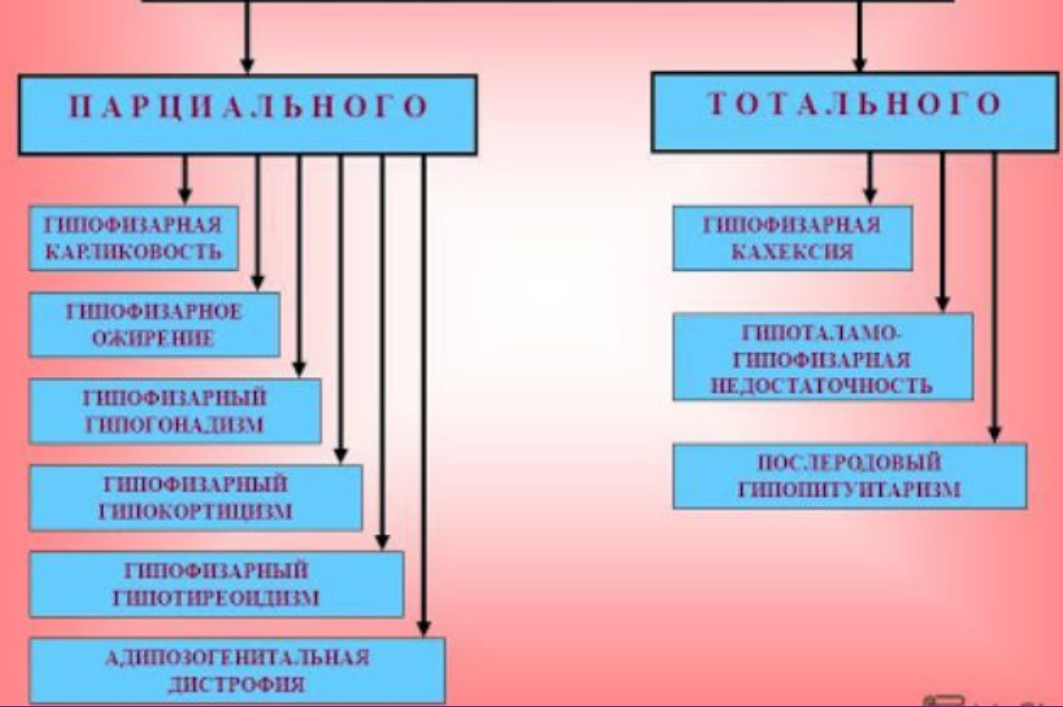 ПАРЦИАЛЬНОГО
ТОТАЛЬНОГО
ГИПОФИЗАРНАЯ
КАРЛИКОВОСТЬ
ГИПОФИЗАРНОЕ
ОЖИРЕНИЕ
ГИПОФИЗАРНЫЙ
ГИПОГОНАДИЗМ
ГИПОФИЗАРНЫЙ
ГИПОКОРТИЦИЗМ
ГИПОФИЗАРНЫЙ
ГИПОТИРЕОИДИЗМ
АДИПОЗОГЕНИТАЛЬНАЯ
ДИСТРОФИЯ
ГИПОФИЗАРНАЯ
КАХЕКСИЯ
ГИПОТАЛАМО-
ГИПОФИЗАРНАЯ
НЕДОСТАТОЧНОСТЬ
ПОСЛЕРОДОВЫЙ
ГИПОПИТУИТАРИЗМ